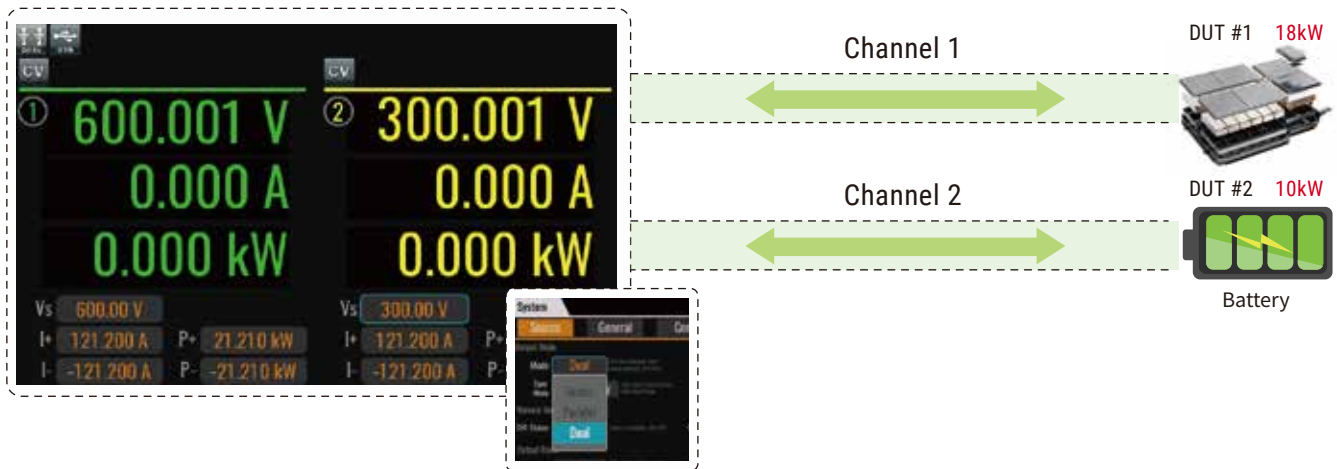 CV
CV
1 600.001 V
0.000 A
0.000 kW
2 300.001 V
0.000 A
0.000 kW
Vs 600.00 V
I+ 121.200 A P+ 21.210 kW
I- -121.200 A P- -21.210 kW
Vs 300.00 V
I+ 121.200 A P+
I- -121.200 A P-
System
Source General
Mode Dual
Parallel
Dual
Channel 1
DUT #1 18kW
Channel 2
DUT #2 10kW
Battery